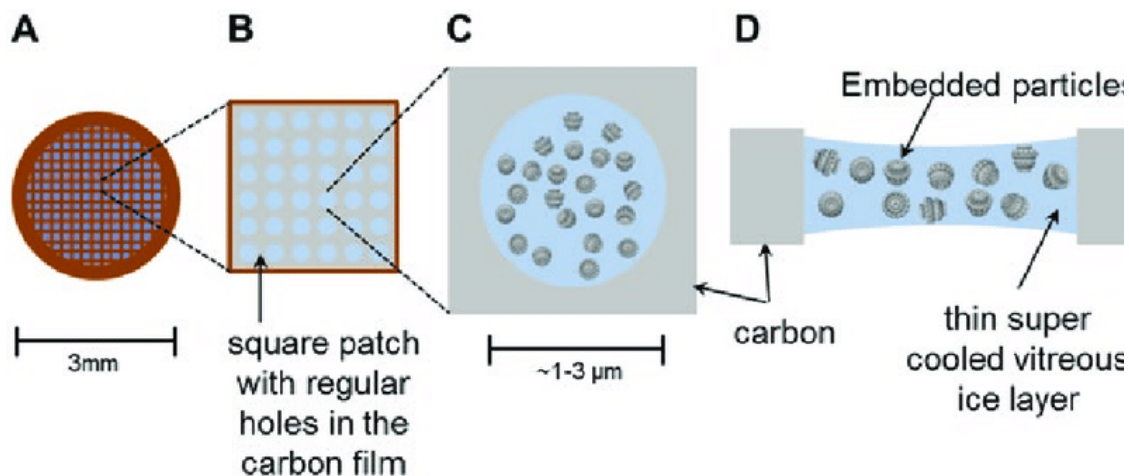 A
B
C
D
Embedded particles
3mm
square patch
with regular
holes in the
carbon film
~1-3 µm
carbon
thin super
cooled vitreous
ice layer